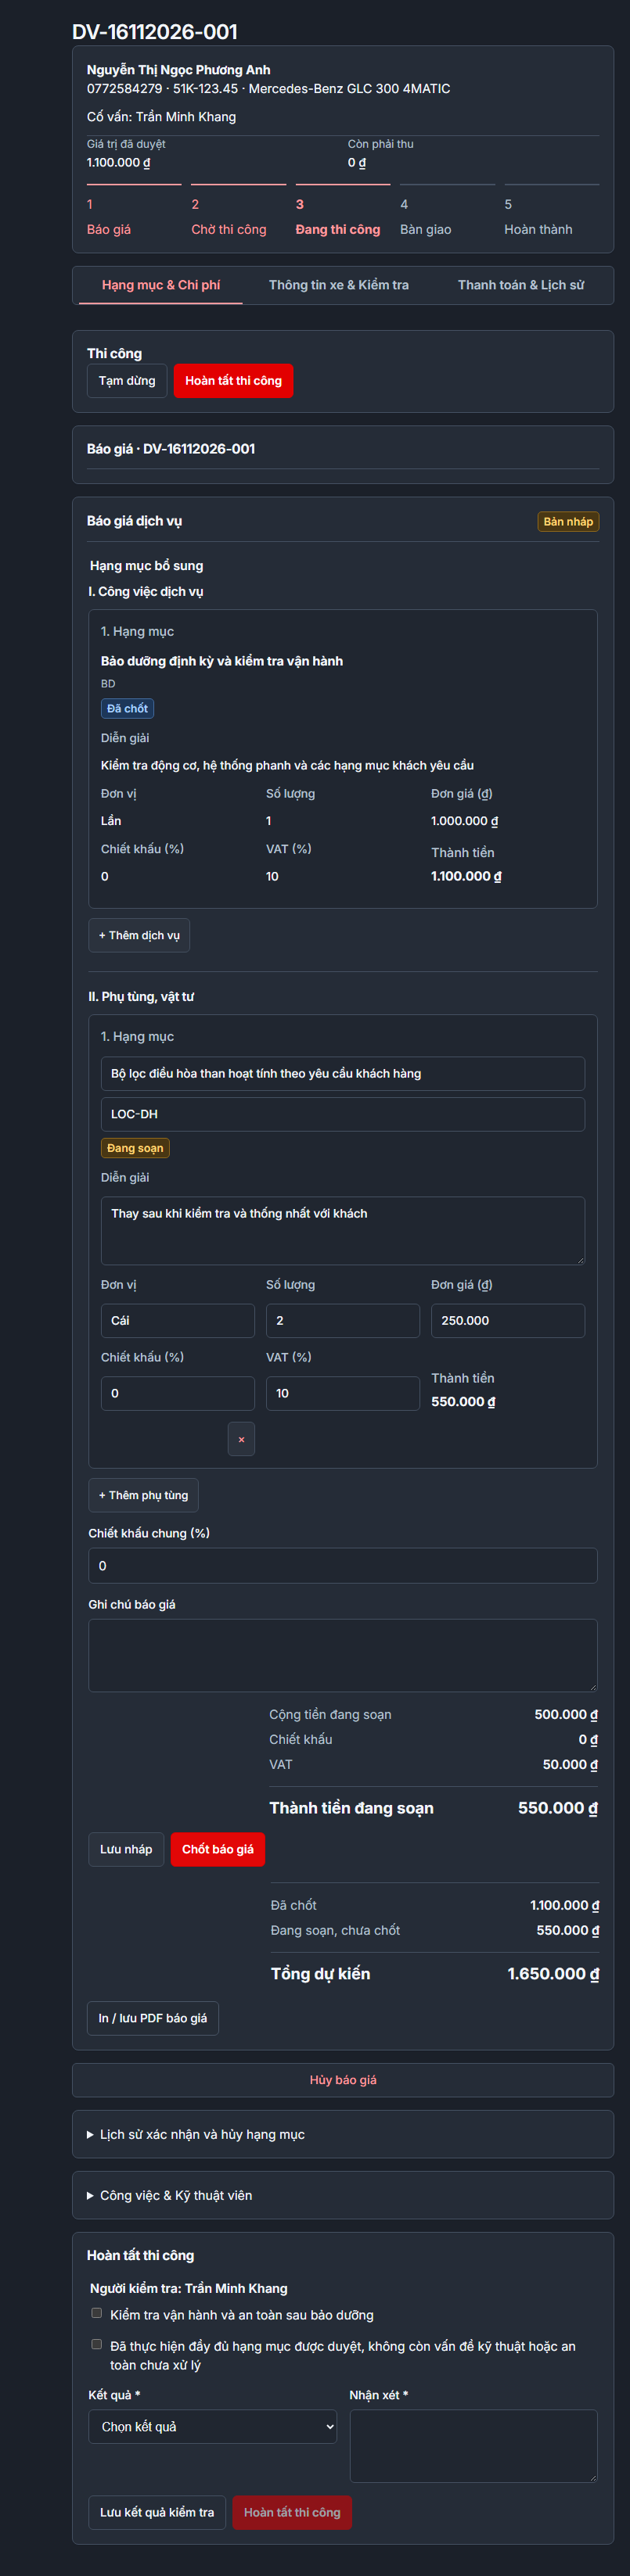 DV-16112026-001
Nguyễn Thị Ngọc Phương Anh
0772584279 · 51K-123.45 · Mercedes-Benz GLC 300 4MATIC
Cố vấn: Trần Minh Khang
Giá trị đã duyệt
Còn phải thu
1.100.000 ₫
0 ₫
1
2
3
4
5
Báo giá
Chờ thi công
Đang thi công
Bàn giao
Hoàn thành
Hạng mục & Chi phí
Thông tin xe & Kiểm tra
Thanh toán & Lịch sử
Thi công
Tạm dừng
Hoàn tất thi công
Báo giá · DV-16112026-001
Báo giá dịch vụ
Bản nháp
Hạng mục bổ sung
I. Công việc dịch vụ
1. Hạng mục
Bảo dưỡng định kỳ và kiểm tra vận hành
BD
Đã chốt
Diễn giải
Kiểm tra động cơ, hệ thống phanh và các hạng mục khách yêu cầu
Đơn vị
Số lượng
Đơn giá (₫)
Lần
1
1.000.000 ₫
Chiết khấu (%)
VAT (%)
Thành tiền
0
10
1.100.000 ₫
+ Thêm dịch vụ
II. Phụ tùng, vật tư
1. Hạng mục
Bộ lọc điều hòa than hoạt tính theo yêu cầu khách hàng
LOC-DH
Đang soạn
Diễn giải
Thay sau khi kiểm tra và thống nhất với khách
Đơn vị
Số lượng
Đơn giá (₫)
Cái
2
250.000
Chiết khấu (%)
VAT (%)
Thành tiền
0
10
550.000 ₫
×
+ Thêm phụ tùng
Chiết khấu chung (%)
0
Ghi chú báo giá
Cộng tiền đang soạn
500.000 ₫
Chiết khấu
0 ₫
VAT
50.000 ₫
Thành tiền đang soạn
550.000 ₫
Lưu nháp
Chốt báo giá
Đã chốt
1.100.000 ₫
Đang soạn, chưa chốt
550.000 ₫
Tổng dự kiến
1.650.000 ₫
In / lưu PDF báo giá
Hủy báo giá
Lịch sử xác nhận và hủy hạng mục
Công việc & Kỹ thuật viên
Hoàn tất thi công
Người kiểm tra: Trần Minh Khang
Kiểm tra vận hành và an toàn sau bảo dưỡng
Đã thực hiện đầy đủ hạng mục được duyệt, không còn vấn đề kỹ thuật hoặc an
toàn chưa xử lý
Kết quả *
Nhận xét *
Chọn kết quả
Lưu kết quả kiểm tra
Hoàn tất thi công